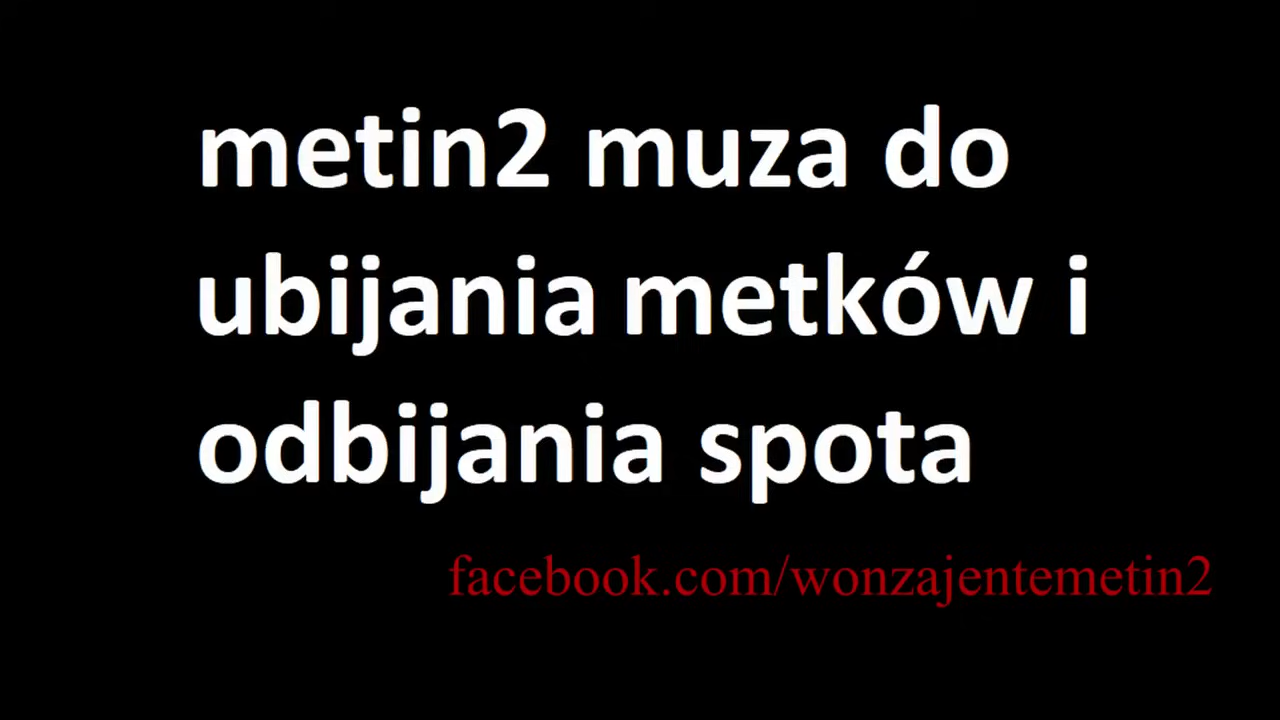 metin2 muza do
ubijania metków i
odbijania spota
facebook.com/wonzajentemetin2